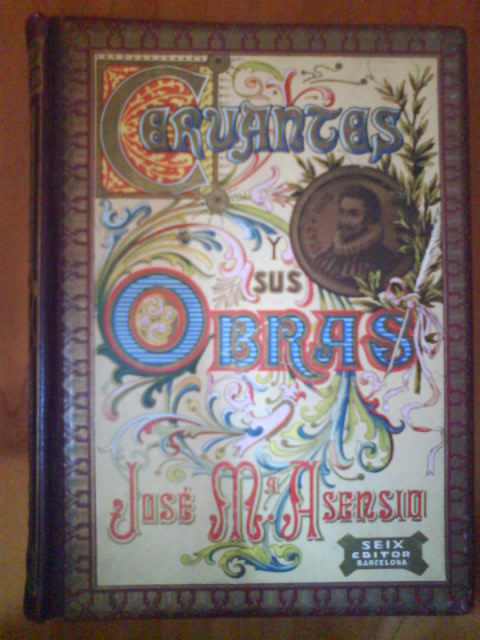 CERVANTES
Y
SUS
OBRAS
JOSÉ Mª. ASENSIO
SEIX
EDITOR
BARCELONA